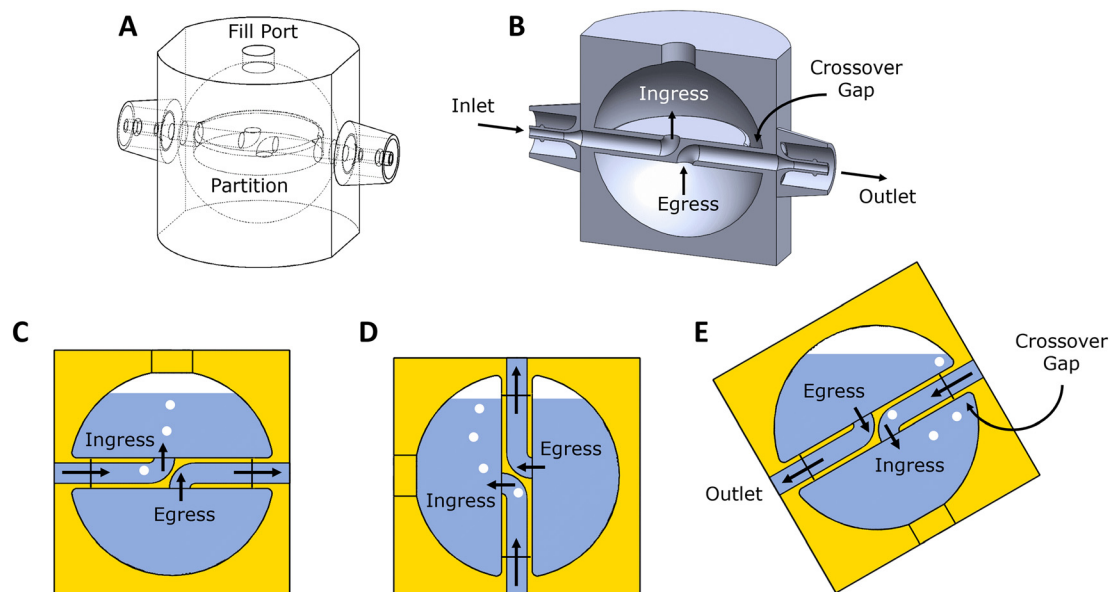 A
Fill Port
Partition
B
Inlet
Ingress
Crossover
Gap
Egress
Outlet
C
Ingress
Egress
D
Egress
Ingress
E
Crossover
Gap
Egress
Ingress
Outlet